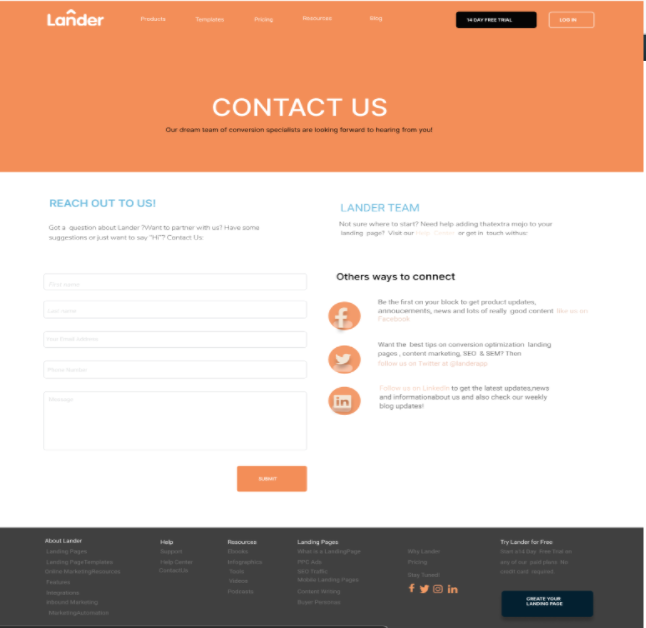 Lander
Products Templates Pricing Resources Blog
14 DAY FREE TRIAL
LOG IN
CONTACT US
Our dream team of conversion specialists are looking forward to hearing from you!
REACH OUT TO US!
Got a question about Lander ?Want to partner with us? Have some
suggestions or just want to say "Hi"? Contact Us:
First name
Last name
Your Email address
Phone Number
Message
SUBMIT
LANDER TEAM
Not sure where to start? Need help adding thatextra mojo to your
landing page? Visit our Help Center or get in touch withus:
Others ways to connect
Be the first on your block to get product updates,
annoucements, news and lots of really good content like us on
Facebook
Want the best tips on conversion optimization landing
pages , content marketing, SEO & SEM? Then
follow us on Twitter at @landerapp
Follow us on LinkedIn to get the latest updates,news
and informationabout us and also check our weekly
blog updates!
About Lander
Landing Pages
Landing PageTemplates
Online MarketingResources
Features
Integrations
Inbound Marketing
MarketingAutomation
Help
Support
Help Center
ContactUs
Resources
Ebooks
Infographics
Tools
Videos
Podcasts
Landing Pages
What is a LandingPage
PPC Ads
SEO Traffic
Mobile Landing Pages
Content Writing
Buyer Personas
Why Lander
Pricing
Stay Tuned
Try Lander for Free
Start a
Day Free Trial on
any of our paid plans. No
credit card required
CREATE YOUR
LANDING PAGE